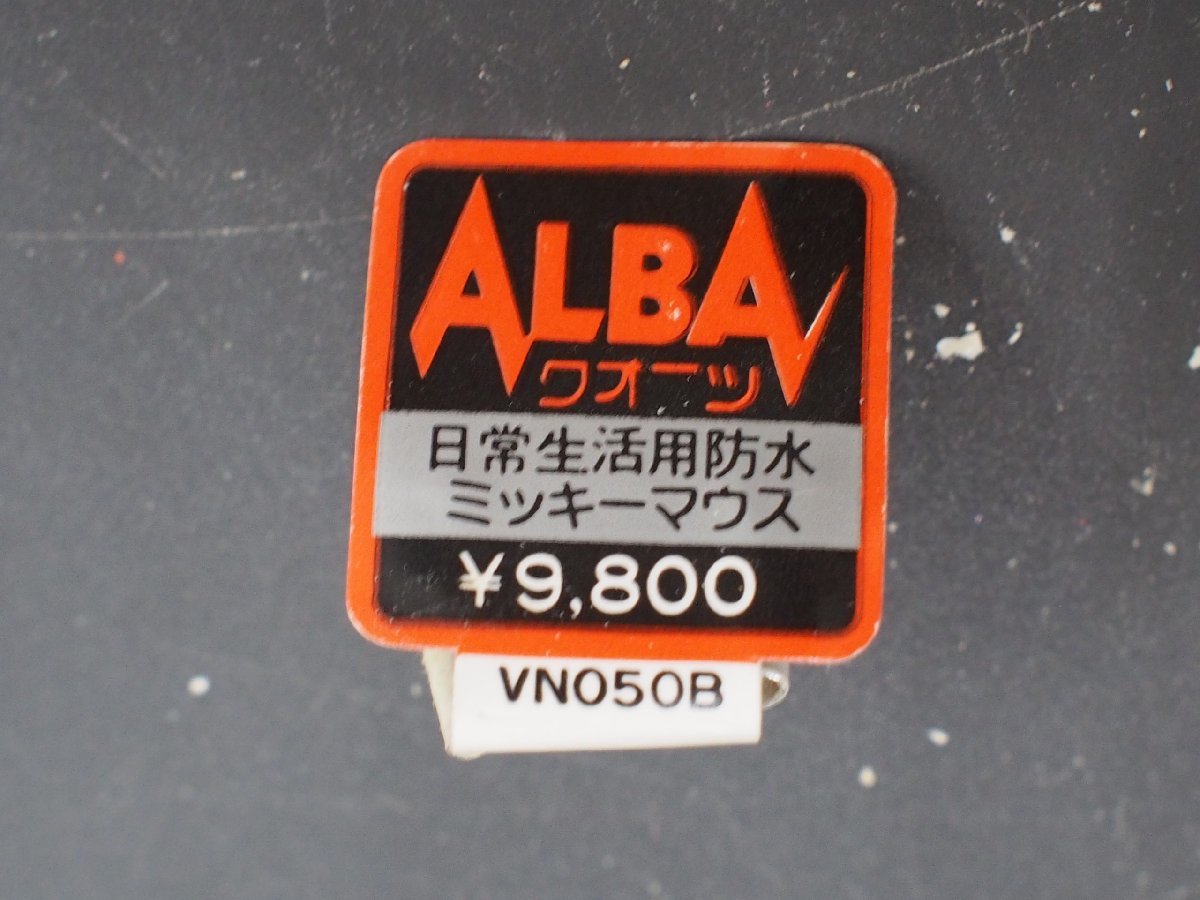 ALBA
クオーツ
日常生活用防水
ミッキーマウス
¥9,800
VN050B